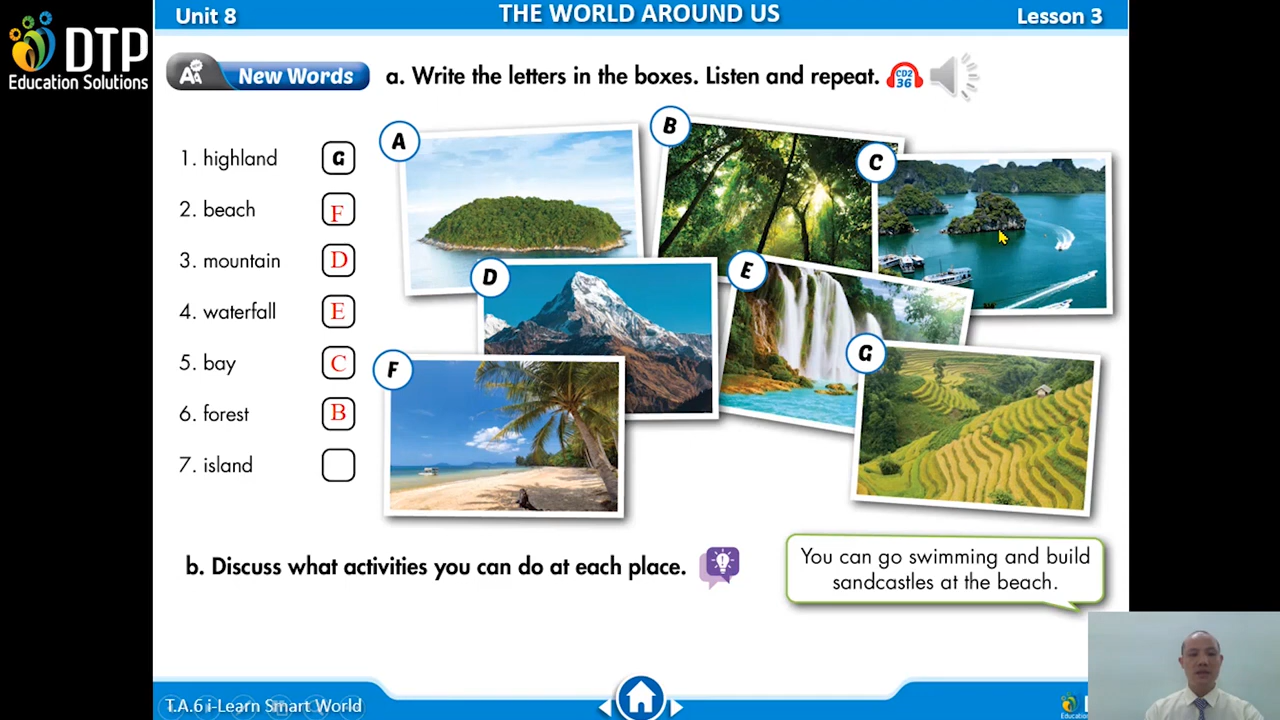 Unit 8
THE WORLD AROUND US
Lesson 3
DTP
Education Solutions
New Words
a. Write the letters in the boxes. Listen and repeat.
CD2
36
1. highland G
2. beach F
3. mountain D
4. waterfall E
5. bay C
6. forest B
7. island
A
B
C
D
E
F
G
b. Discuss what activities you can do at each place.
You can go swimming and build
sandcastles at the beach.
T.A.6 i-Learn Smart World